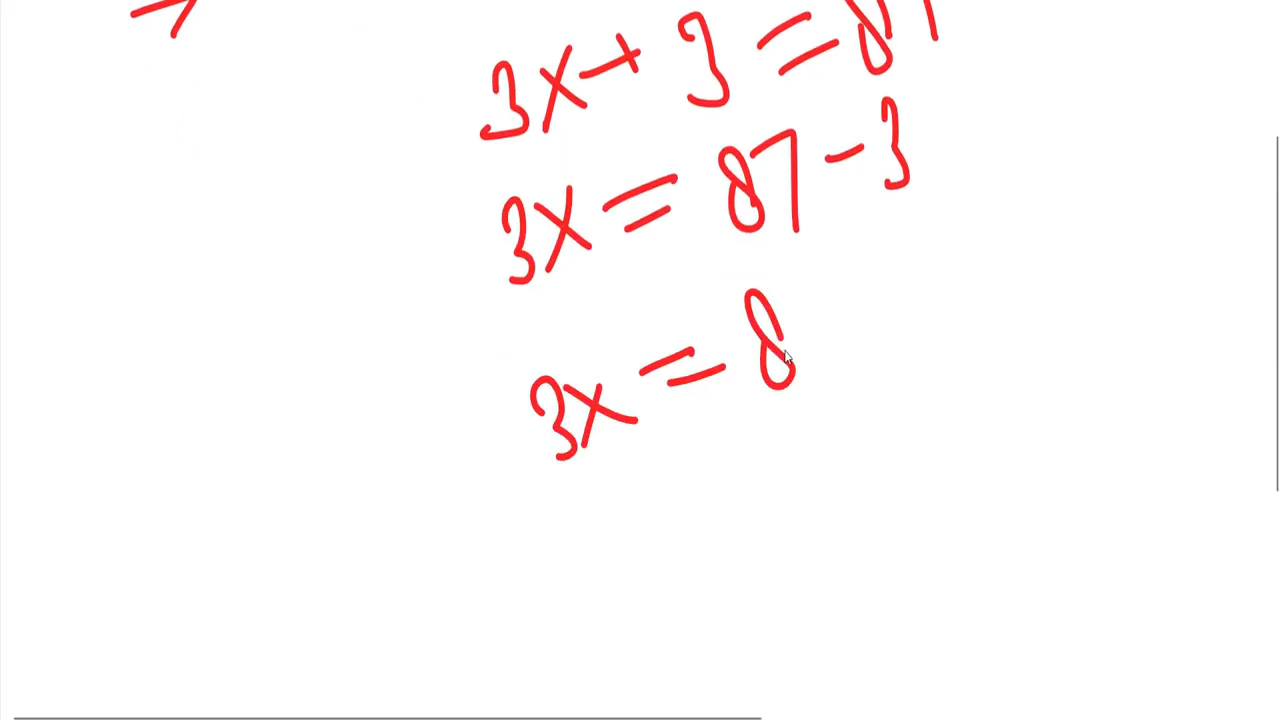 3x + 3 = 87
3x = 87 - 3
3x = 8